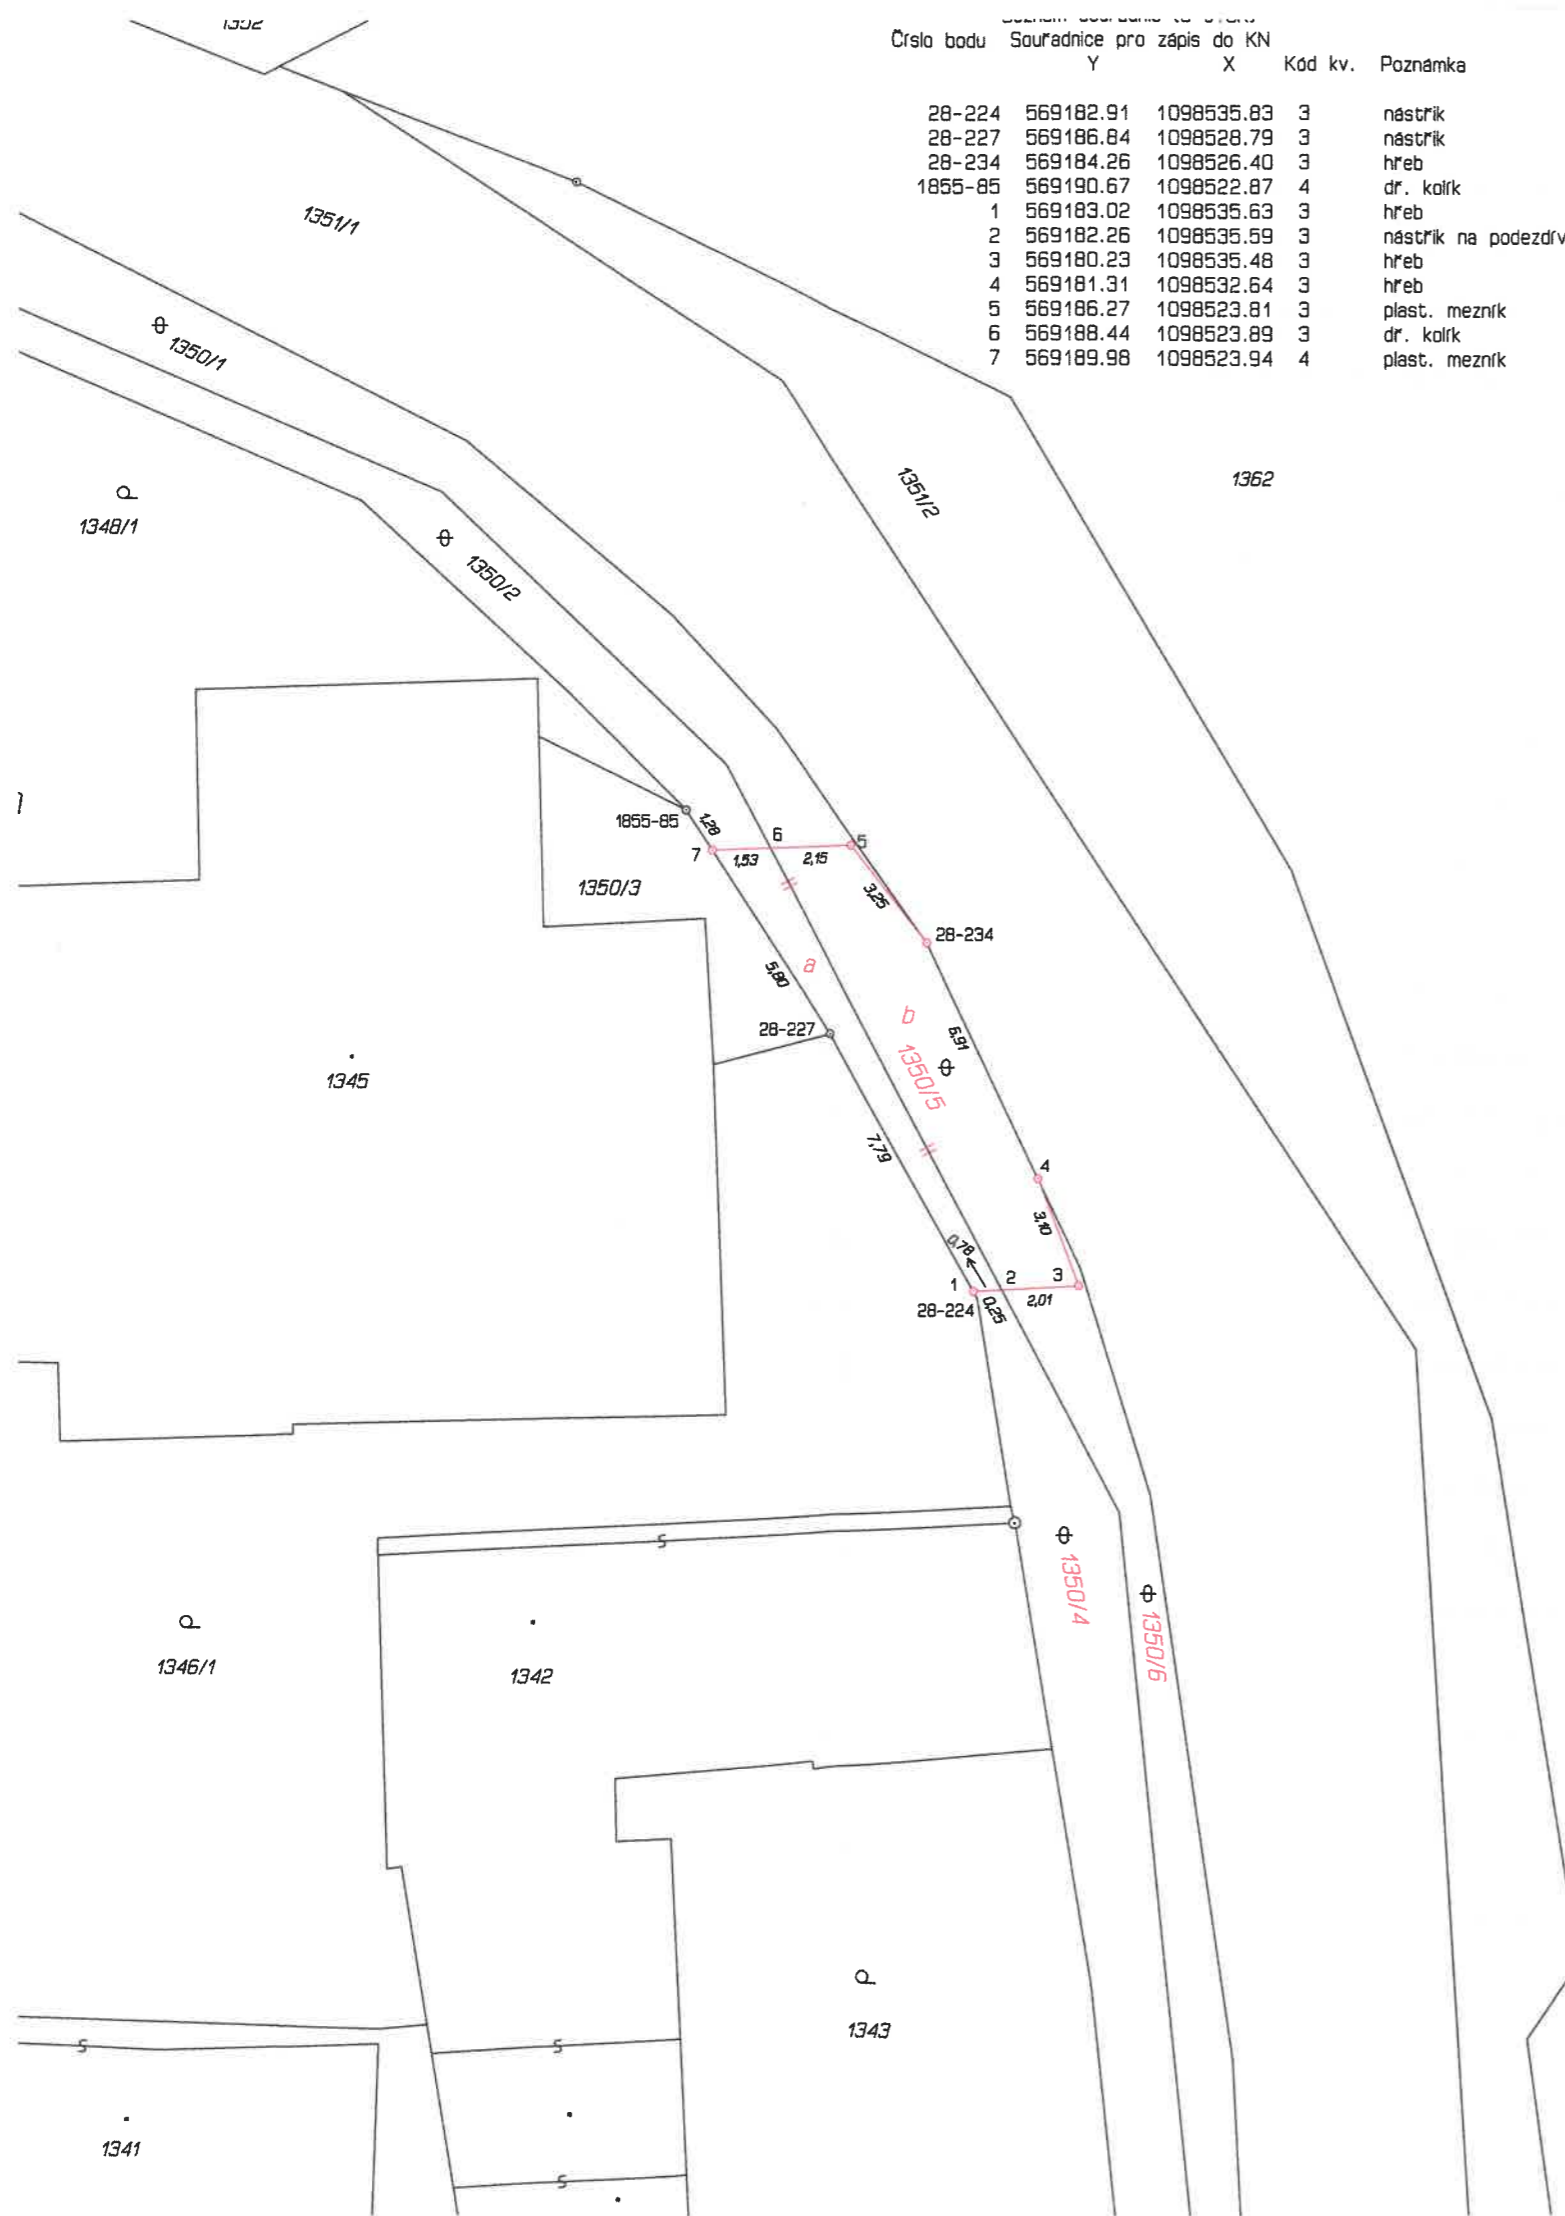 Číslo bodu Souřadnice pro zápis do KN
Y X Kód kv. Poznámka
28-224 569182.91 1098535.83 3 nástřik
28-227 569186.84 1098528.79 3 nástřik
28-234 569184.26 1098526.40 3 hřeb
1855-85 569190.67 1098522.87 4 dř. kolík
1 569183.02 1098535.63 3 hřeb
2 569182.26 1098535.59 3 nástřik na podezdív
3 569180.23 1098535.48 3 hřeb
4 569181.31 1098532.64 3 hřeb
5 569186.27 1098523.81 3 plast. mezník
6 569188.44 1098523.89 3 dř. kolík
7 569189.98 1098523.94 4 plast. mezník
1352
1351/1
1350/1
1351/2
1362
1348/1
1350/2
1855-85
1,28
6
5
7
1,53
2,15
1350/3
3,25
28-234
a
5,80
b
28-227
6,91
1350/5
1345
7,79
4
3,10
0,78
1
2
3
28-224
0,25
2,01
1350/4
1350/6
1346/1
1342
1343
1341